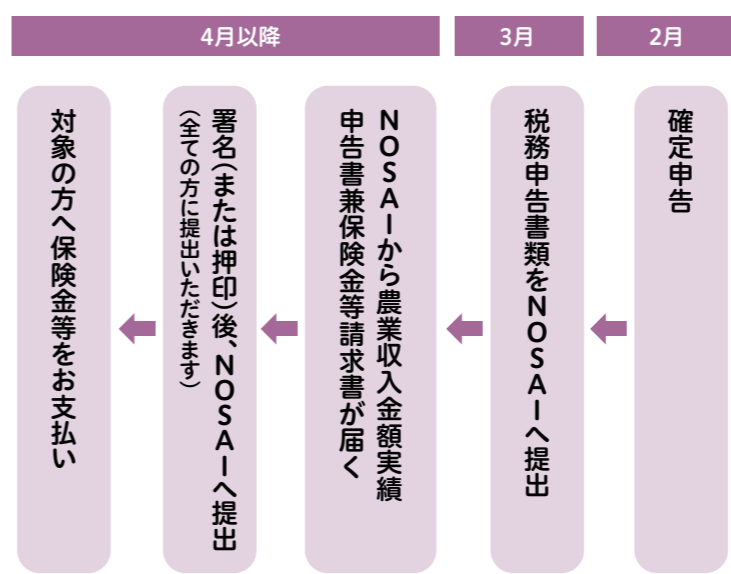 2月
確定申告
3月
税務申告書類をNOSAIへ提出
4月以降
NOSAIから農業収入金額実績
申告書兼保険金等請求書が届く
署名(または押印)後、NOSAIへ提出
(全ての方に提出いただきます)
対象の方へ保険金等をお支払い